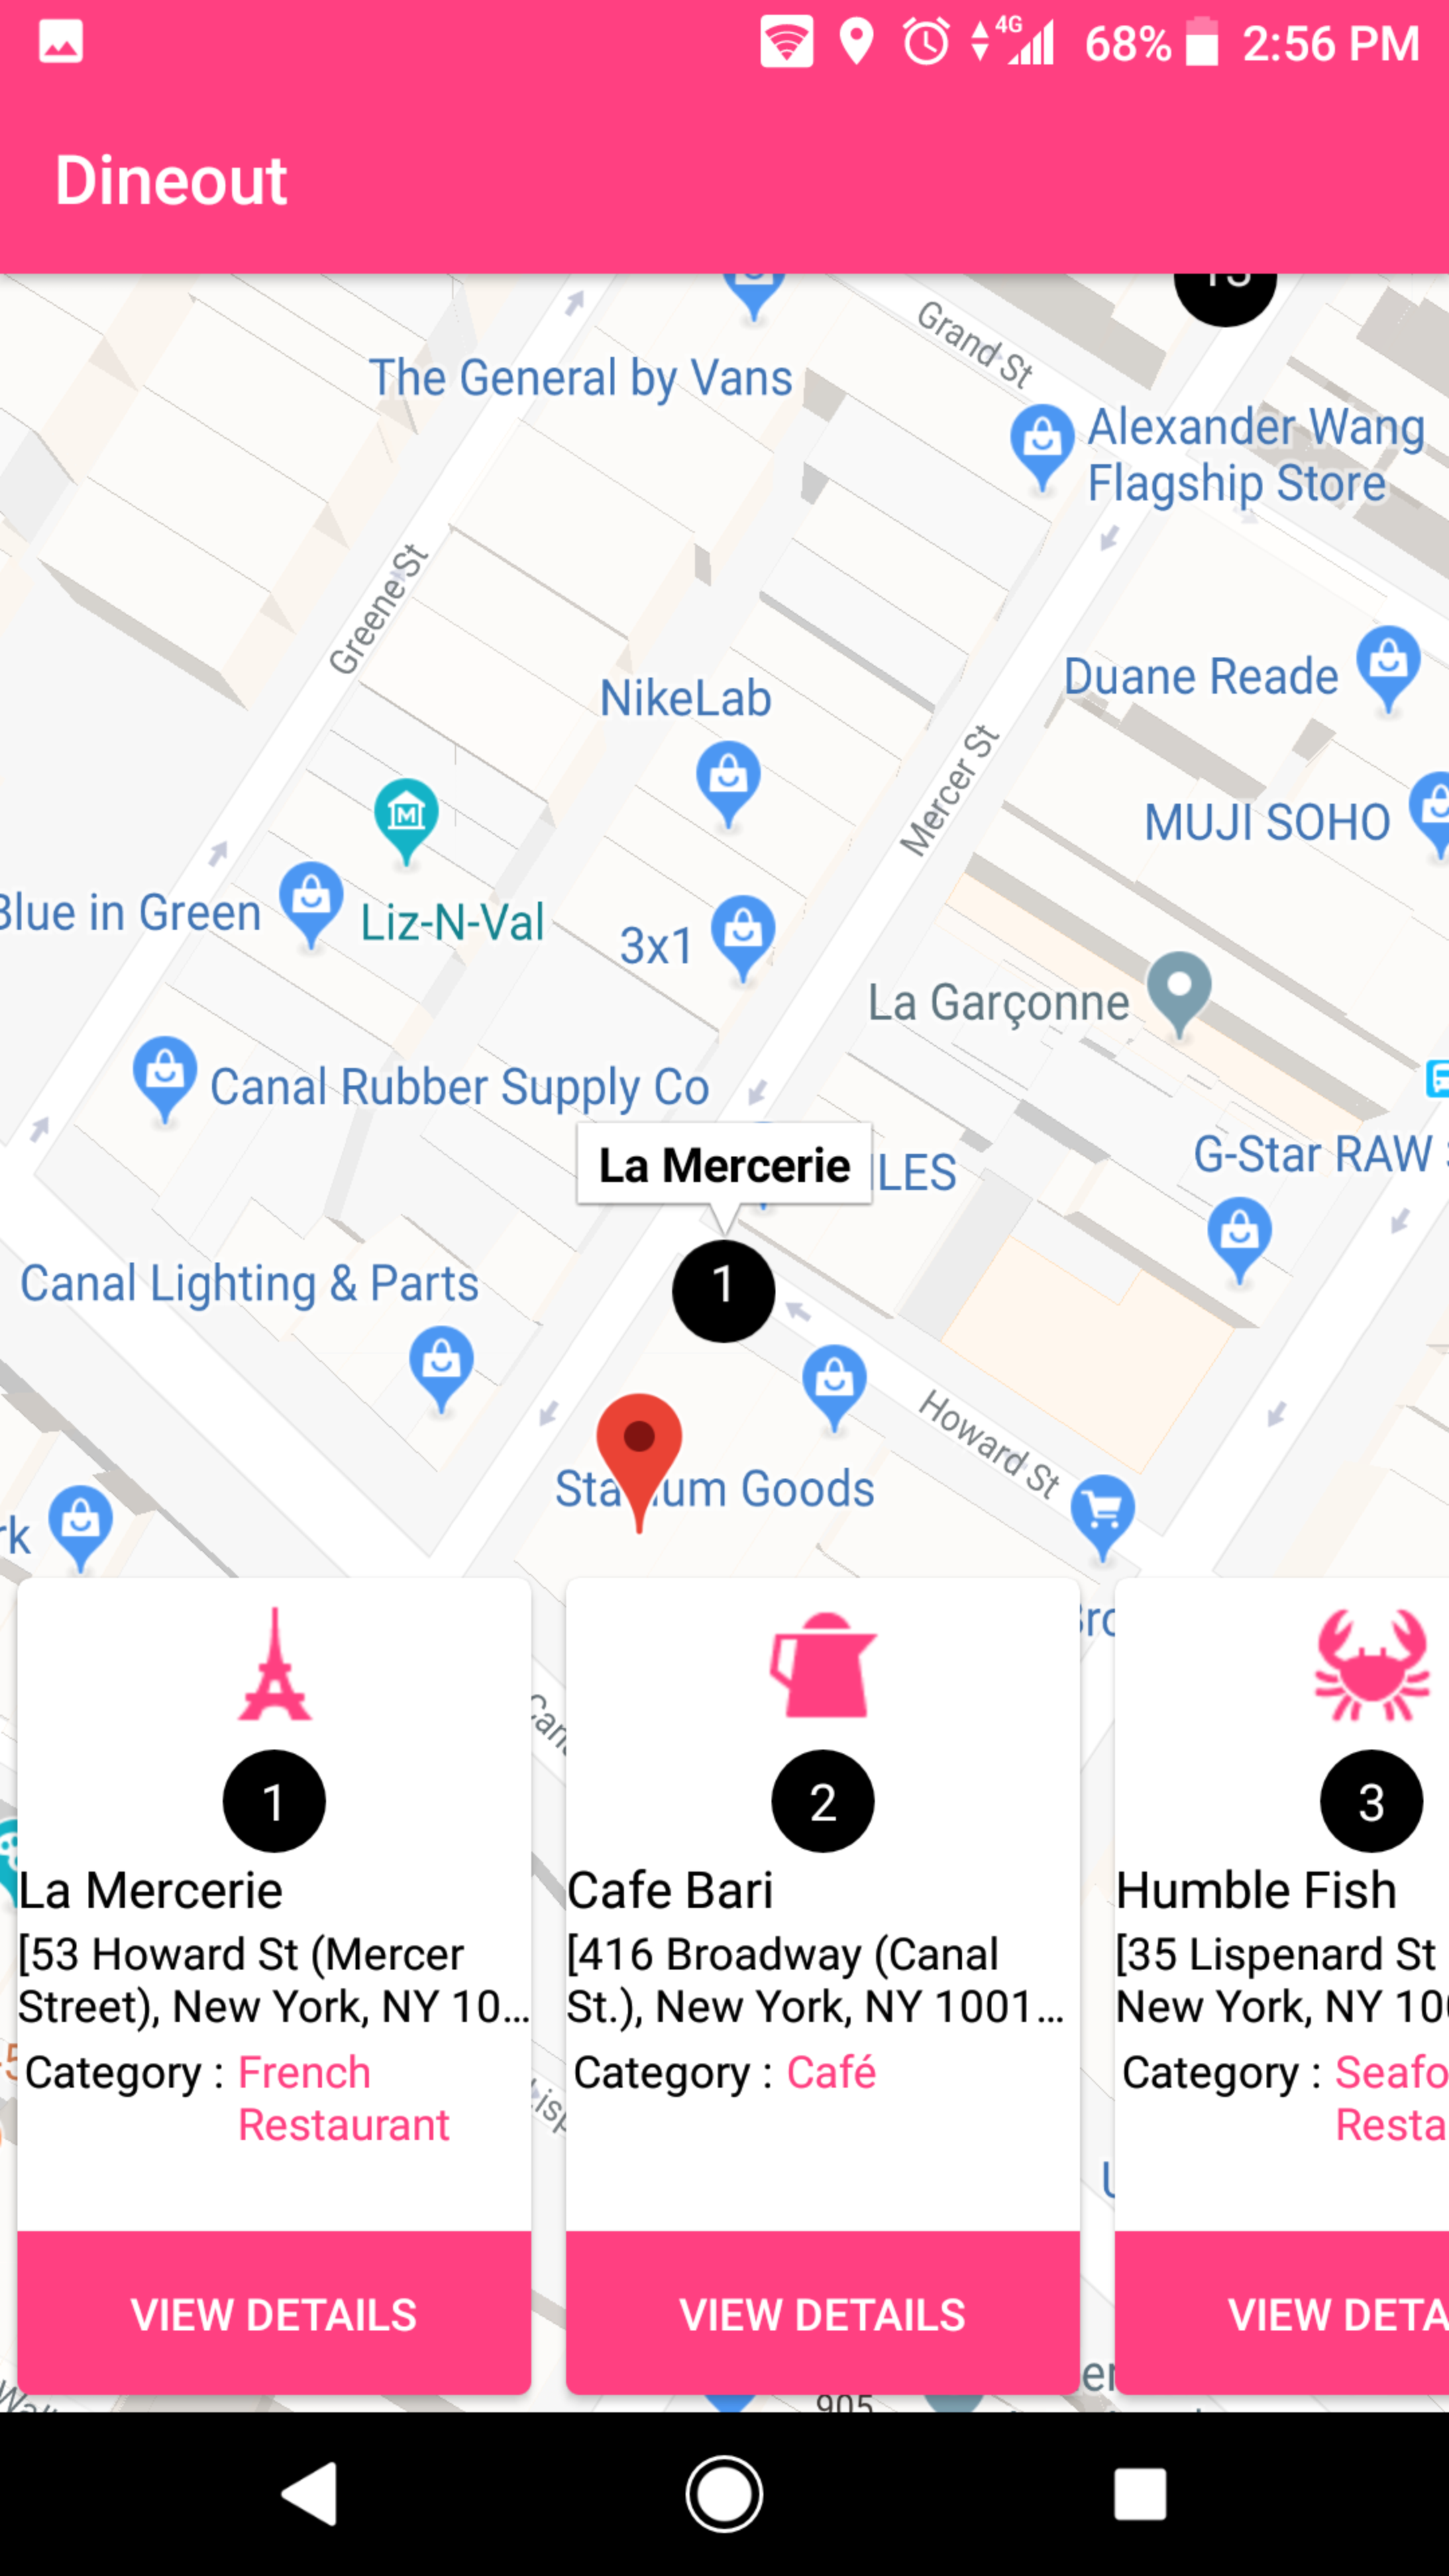 4G 68% 2:56 PM
Dineout
Grand St
The General by Vans
Alexander Wang
Flagship Store
Greene St
Duane Reade
NikeLab
Mercer St
MUJI SOHO
Blue in Green
Liz-N-Val
3x1
La Garçonne
Canal Rubber Supply Co
G-Star RAW
La Mercerie
1
Canal Lighting & Parts
Howard St
Goods
1
2
3
La Mercerie
[53 Howard St (Mercer
Street), New York, NY 10...
Category : French
Restaurant
VIEW DETAILS
Cafe Bari
[416 Broadway (Canal
St.), New York, NY 1001...
Category : Café
VIEW DETAILS
Humble Fish
[35 Lispenard St
New York, NY 10
Category : Seafo
Resta
VIEW DETA
905